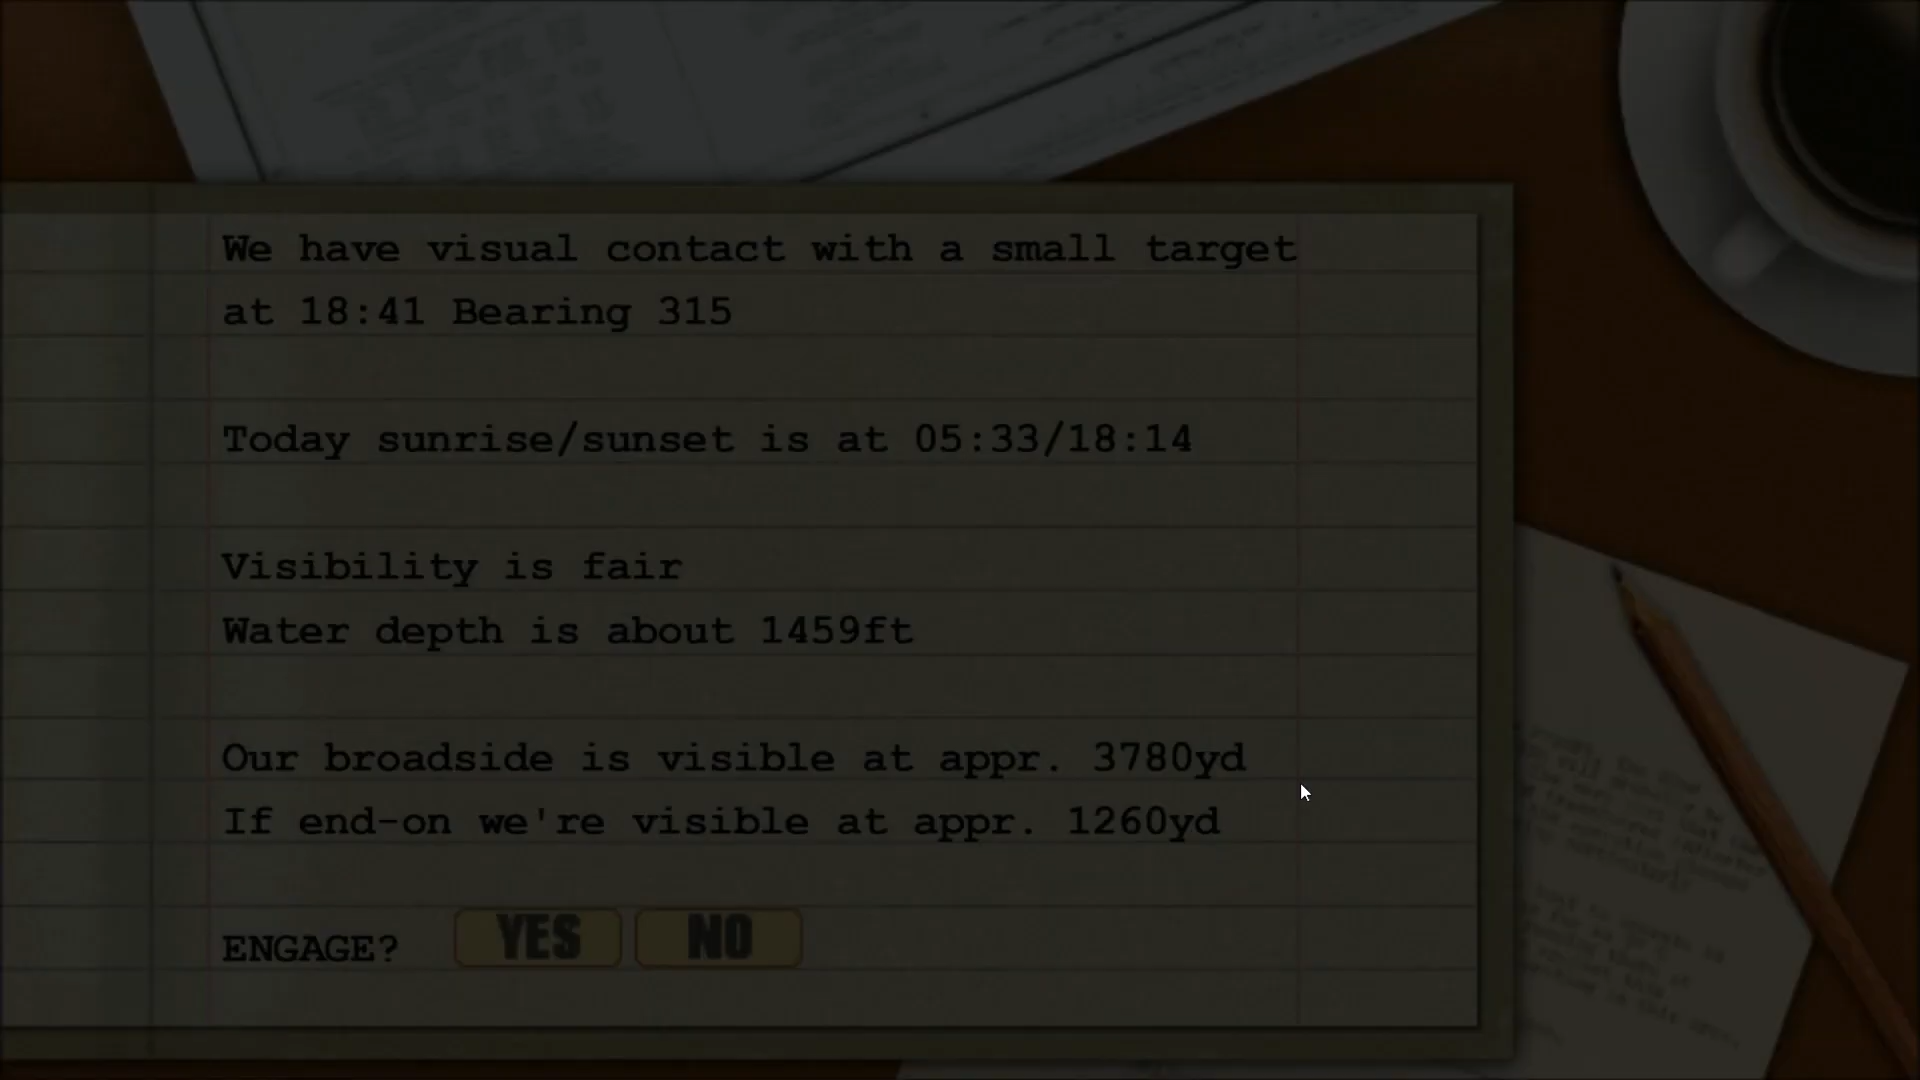 We have visual contact with a small target
at 18:41 Bearing 315
Today sunrise/sunset is at 05:33/18:14
Visibility is fair
Water depth is about 1459ft
Our broadside is visible at appr. 3780yd
If end-on we're visible at appr. 1260yd
ENGAGE? YES NO